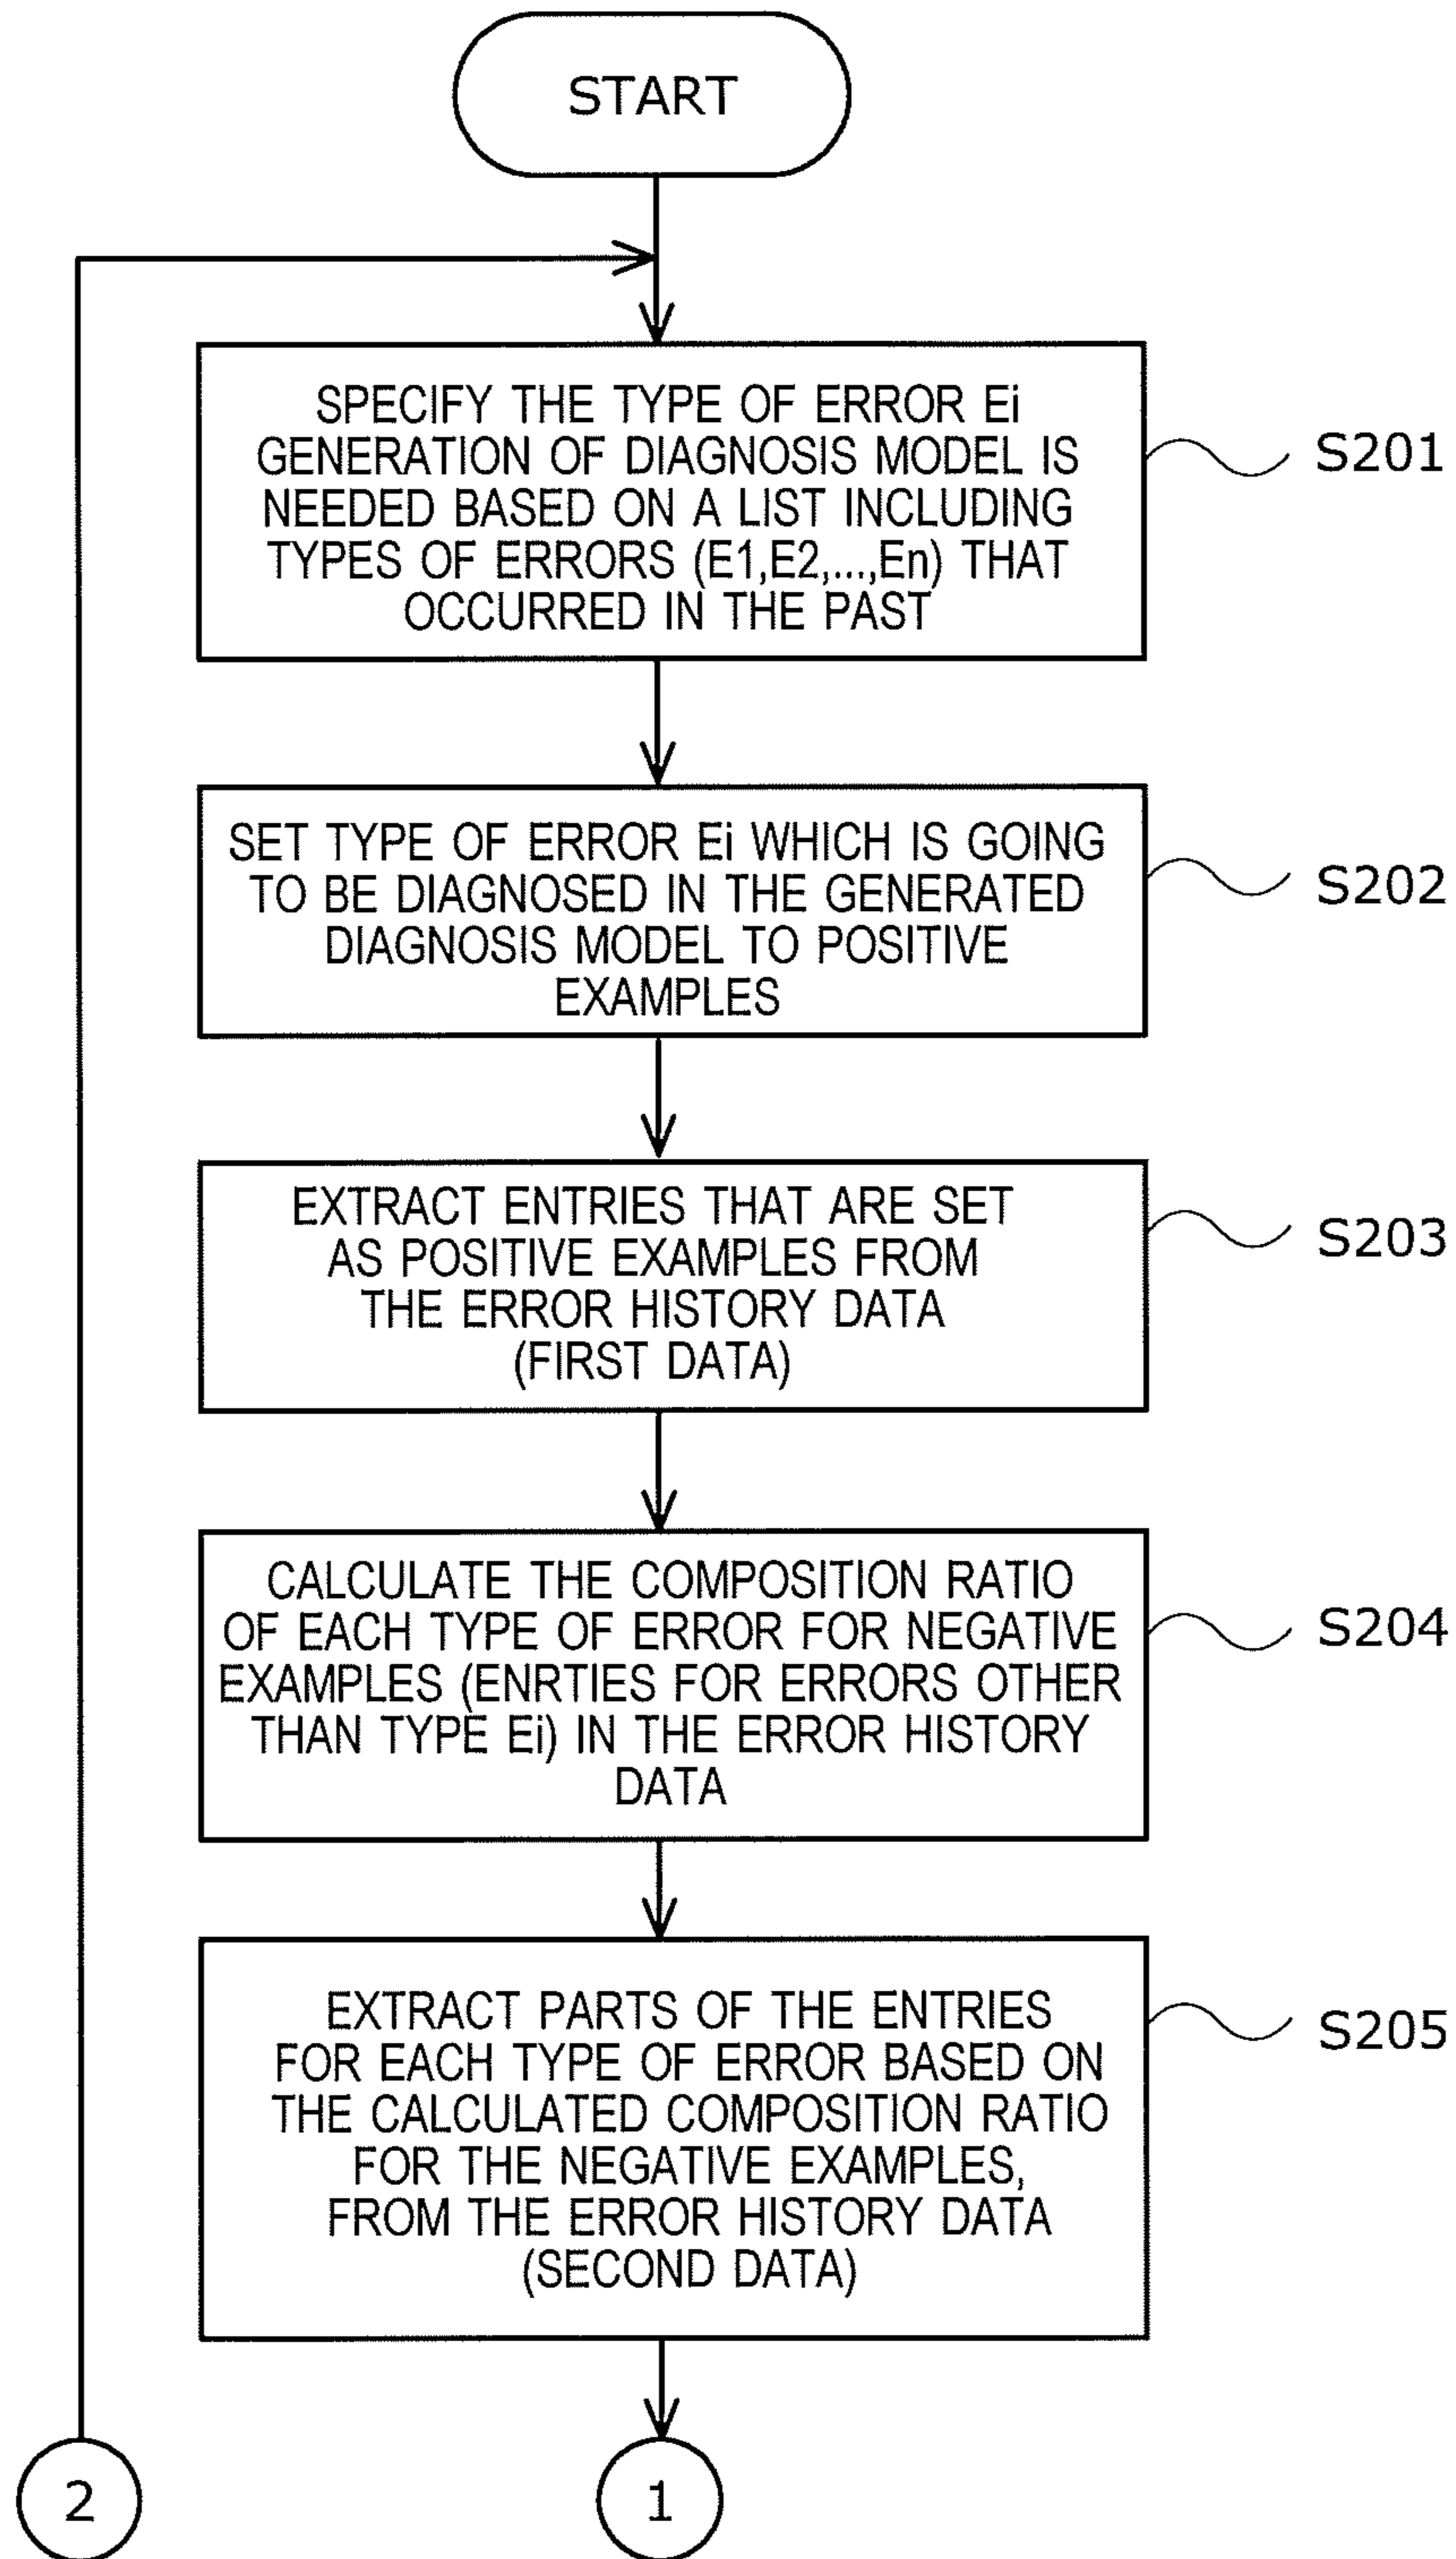 START
SPECIFY THE TYPE OF ERROR Ei
GENERATION OF DIAGNOSIS MODEL IS
NEEDED BASED ON A LIST INCLUDING
TYPES OF ERRORS (E1,E2,...,En) THAT
OCCURRED IN THE PAST
S201
SET TYPE OF ERROR Ei WHICH IS GOING
TO BE DIAGNOSED IN THE GENERATED
DIAGNOSIS MODEL TO POSITIVE
EXAMPLES
S202
EXTRACT ENTRIES THAT ARE SET
AS POSITIVE EXAMPLES FROM
THE ERROR HISTORY DATA
(FIRST DATA)
S203
CALCULATE THE COMPOSITION RATIO
OF EACH TYPE OF ERROR FOR NEGATIVE
EXAMPLES (ENRTIES FOR ERRORS OTHER
THAN TYPE Ei) IN THE ERROR HISTORY
DATA
S204
EXTRACT PARTS OF THE ENTRIES
FOR EACH TYPE OF ERROR BASED ON
THE CALCULATED COMPOSITION RATIO
FOR THE NEGATIVE EXAMPLES,
FROM THE ERROR HISTORY DATA
(SECOND DATA)
S205
2
1